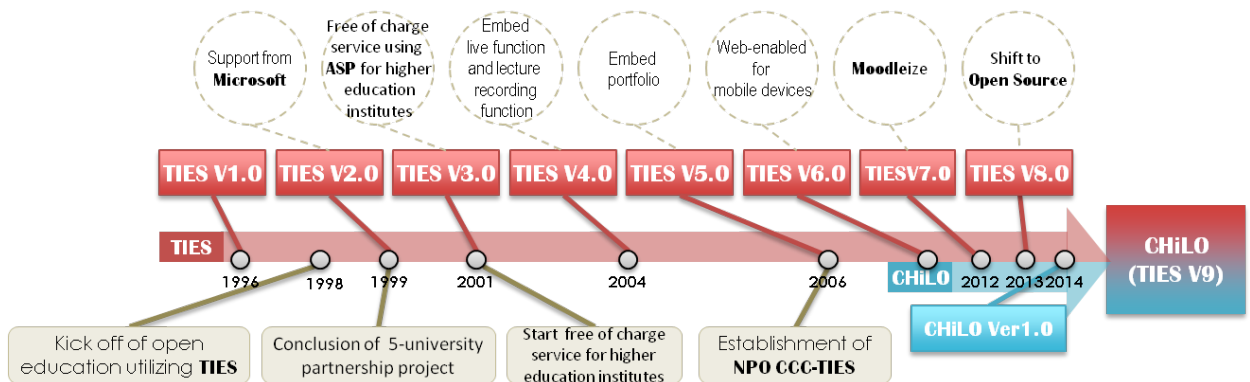 Support from
Microsoft
Free of charge
service using
ASP for higher
education
institutes
Embed
live function
and lecture
recording
function
Embed
portfolio
Web-enabled
for
mobile devices
Moodleize
Shift to
Open Source
TIES V1.0
TIES V2.0
TIES V3.0
TIES V4.0
TIES V5.0
TIES V6.0
TIESV7.0
TIES V8.0
TIES
CHiLO
(TIES V9)
1996
1998
1999
2001
2004
2006
CHiLO
2012
2013
2014
CHiLO Ver1.0
Kick off of open
education utilizing TIES
Conclusion of 5-university
partnership project
Start free of charge
service for higher
education institutes
Establishment of
NPO CCC-TIES